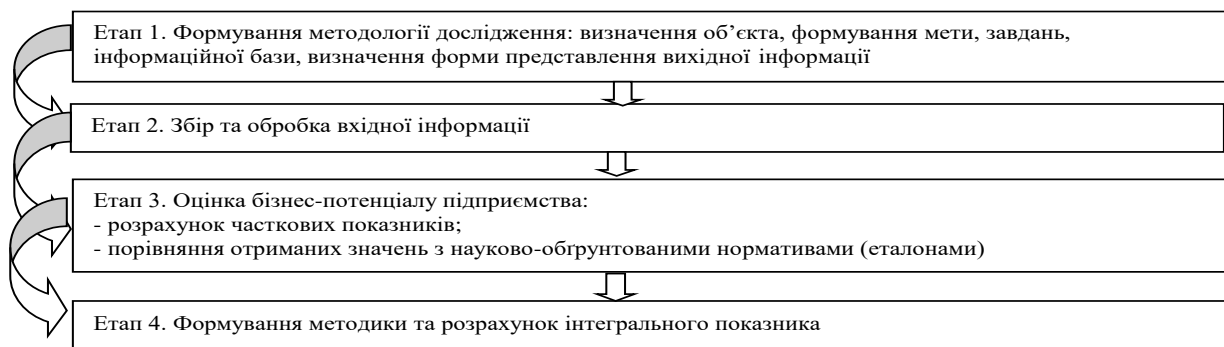 Етап 1. Формування методології дослідження: визначення об’єкта, формування мети, завдань,
інформаційної бази, визначення форми представлення вихідної інформації
Етап 2. Збір та обробка вхідної інформації
Етап 3. Оцінка бізнес-потенціалу підприємства:
- розрахунок часткових показників;
- порівняння отриманих значень з науково-обґрунтованими нормативами (еталонами)
Етап 4. Формування методики та розрахунок інтегрального показника